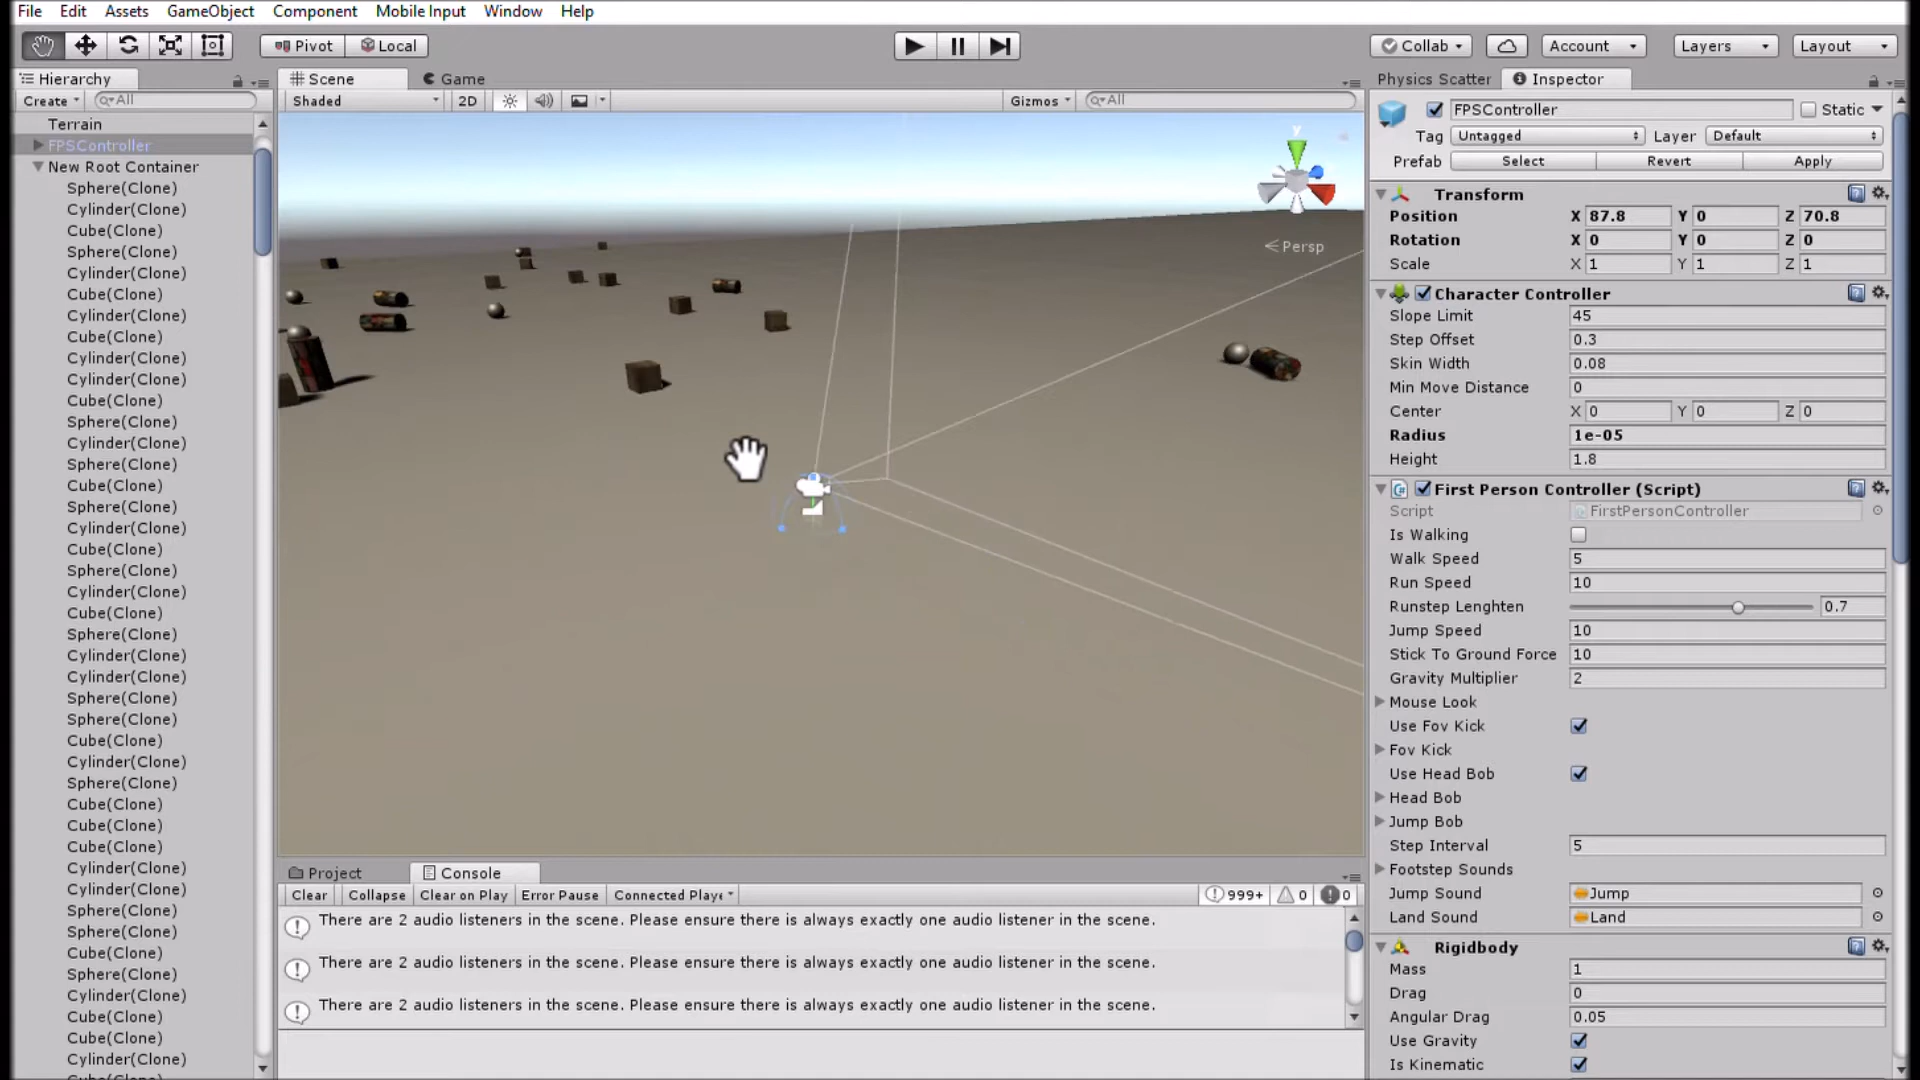 File Edit Assets GameObject Component Mobile Input Window Help
Pivot Local Collab Account Layers Layout
Hierarchy
Create All
Terrain
FPSController
New Root Container
Sphere(Clone)
Cylinder(Clone)
Cube(Clone)
Sphere(Clone)
Cylinder(Clone)
Cube(Clone)
Cylinder(Clone)
Cube(Clone)
Cylinder(Clone)
Cylinder(Clone)
Cube(Clone)
Sphere(Clone)
Cylinder(Clone)
Sphere(Clone)
Cube(Clone)
Sphere(Clone)
Cylinder(Clone)
Cube(Clone)
Sphere(Clone)
Cylinder(Clone)
Cube(Clone)
Sphere(Clone)
Cylinder(Clone)
Cylinder(Clone)
Sphere(Clone)
Sphere(Clone)
Cube(Clone)
Cylinder(Clone)
Sphere(Clone)
Cube(Clone)
Cube(Clone)
Cube(Clone)
Cylinder(Clone)
Cylinder(Clone)
Sphere(Clone)
Sphere(Clone)
Cube(Clone)
Sphere(Clone)
Cylinder(Clone)
Cube(Clone)
Cube(Clone)
Cylinder(Clone)
Scene Game
Shaded 2D Gizmos All
y
Persp
Project Console
Clear Collapse Clear on Play Error Pause Connected Playe 999+ 0 0
There are 2 audio listeners in the scene. Please ensure there is always exactly one audio listener in the scene.
There are 2 audio listeners in the scene. Please ensure there is always exactly one audio listener in the scene.
There are 2 audio listeners in the scene. Please ensure there is always exactly one audio listener in the scene.
Physics Scatter Inspector
FPSController Static
Tag Untagged Layer Default
Prefab Select Revert Apply
Transform
Position X 87.8 Y 0 Z 70.8
Rotation X 0 Y 0 Z 0
Scale X 1 Y 1 Z 1
Character Controller
Slope Limit 45
Step Offset 0.3
Skin Width 0.08
Min Move Distance 0
Center X 0 Y 0 Z 0
Radius 1e-05
Height 1.8
First Person Controller (Script)
Script FirstPersonController
Is Walking
Walk Speed 5
Run Speed 10
Runstep Lenghten 0.7
Jump Speed 10
Stick To Ground Force 10
Gravity Multiplier 2
Mouse Look
Use Fov Kick
Fov Kick
Use Head Bob
Head Bob
Jump Bob
Step Interval 5
Footstep Sounds
Jump Sound Jump
Land Sound Land
Rigidbody
Mass 1
Drag 0
Angular Drag 0.05
Use Gravity
Is Kinematic